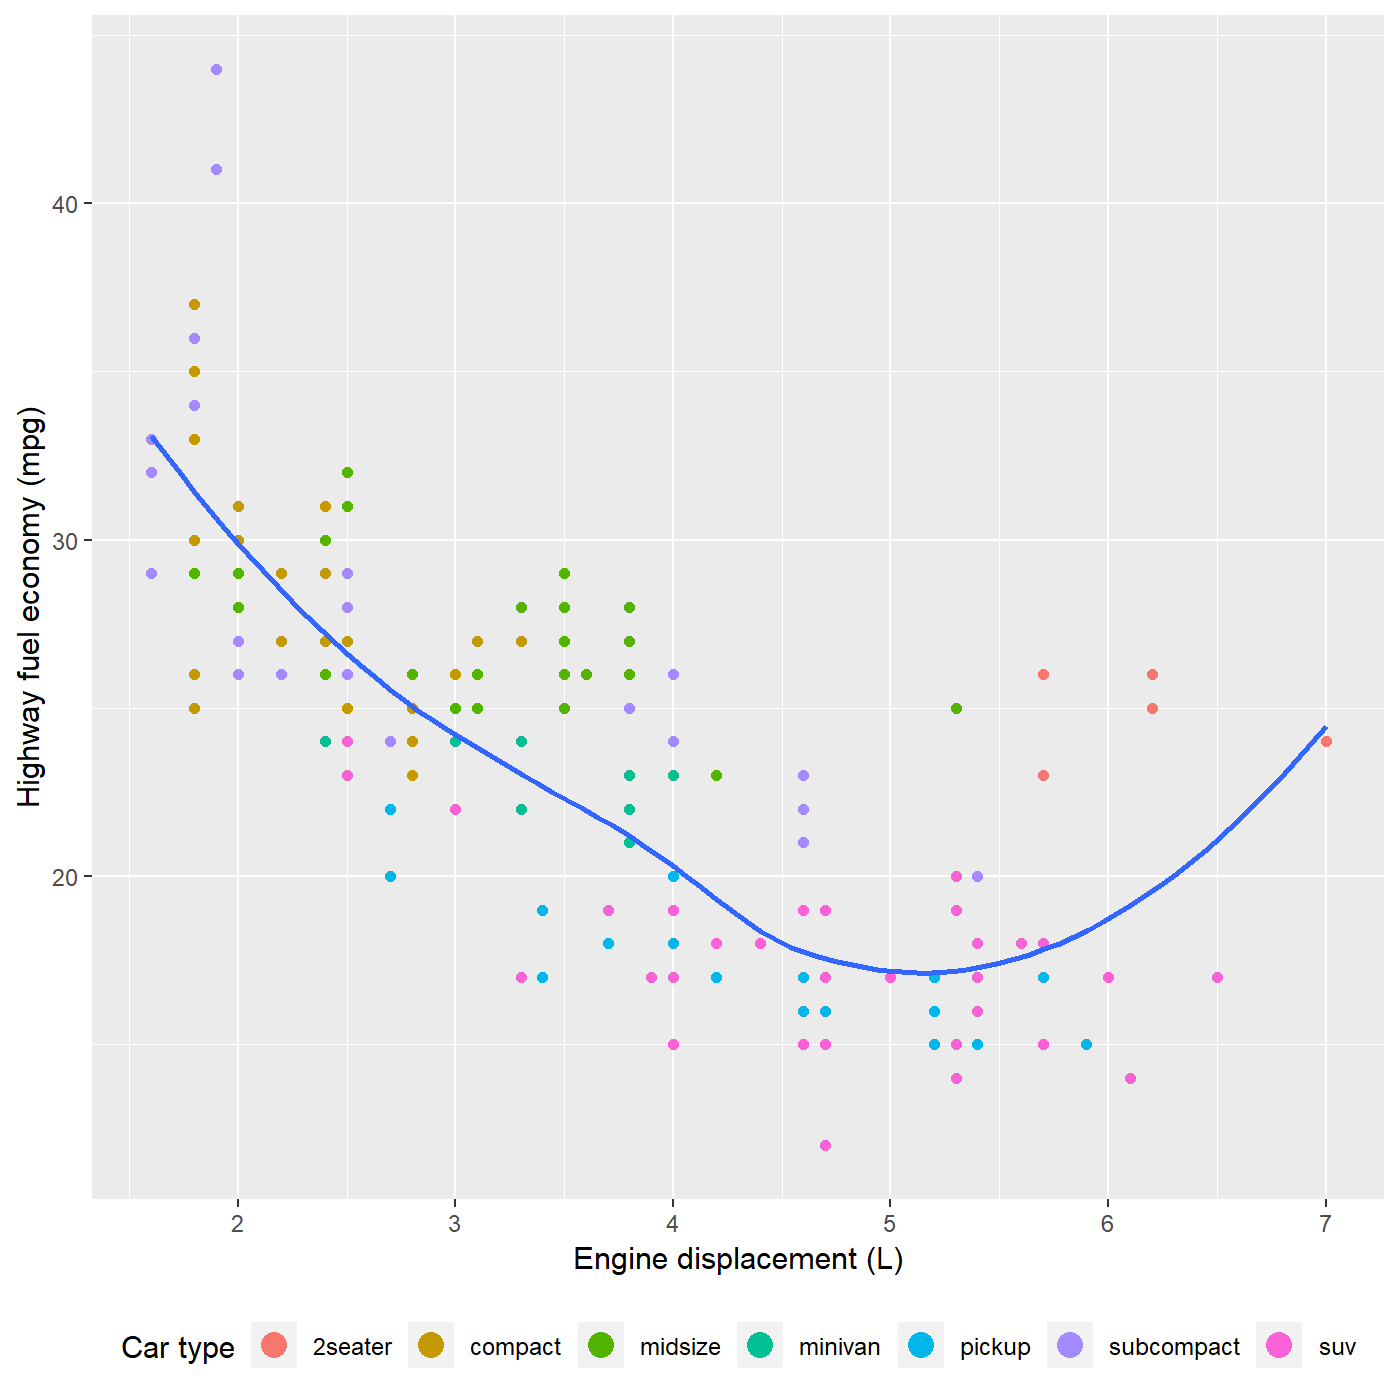 Highway fuel economy (mpg)
40
30
20
2 3 4 5 6 7
Engine displacement (L)
Car type 2seater compact midsize minivan pickup subcompact suv